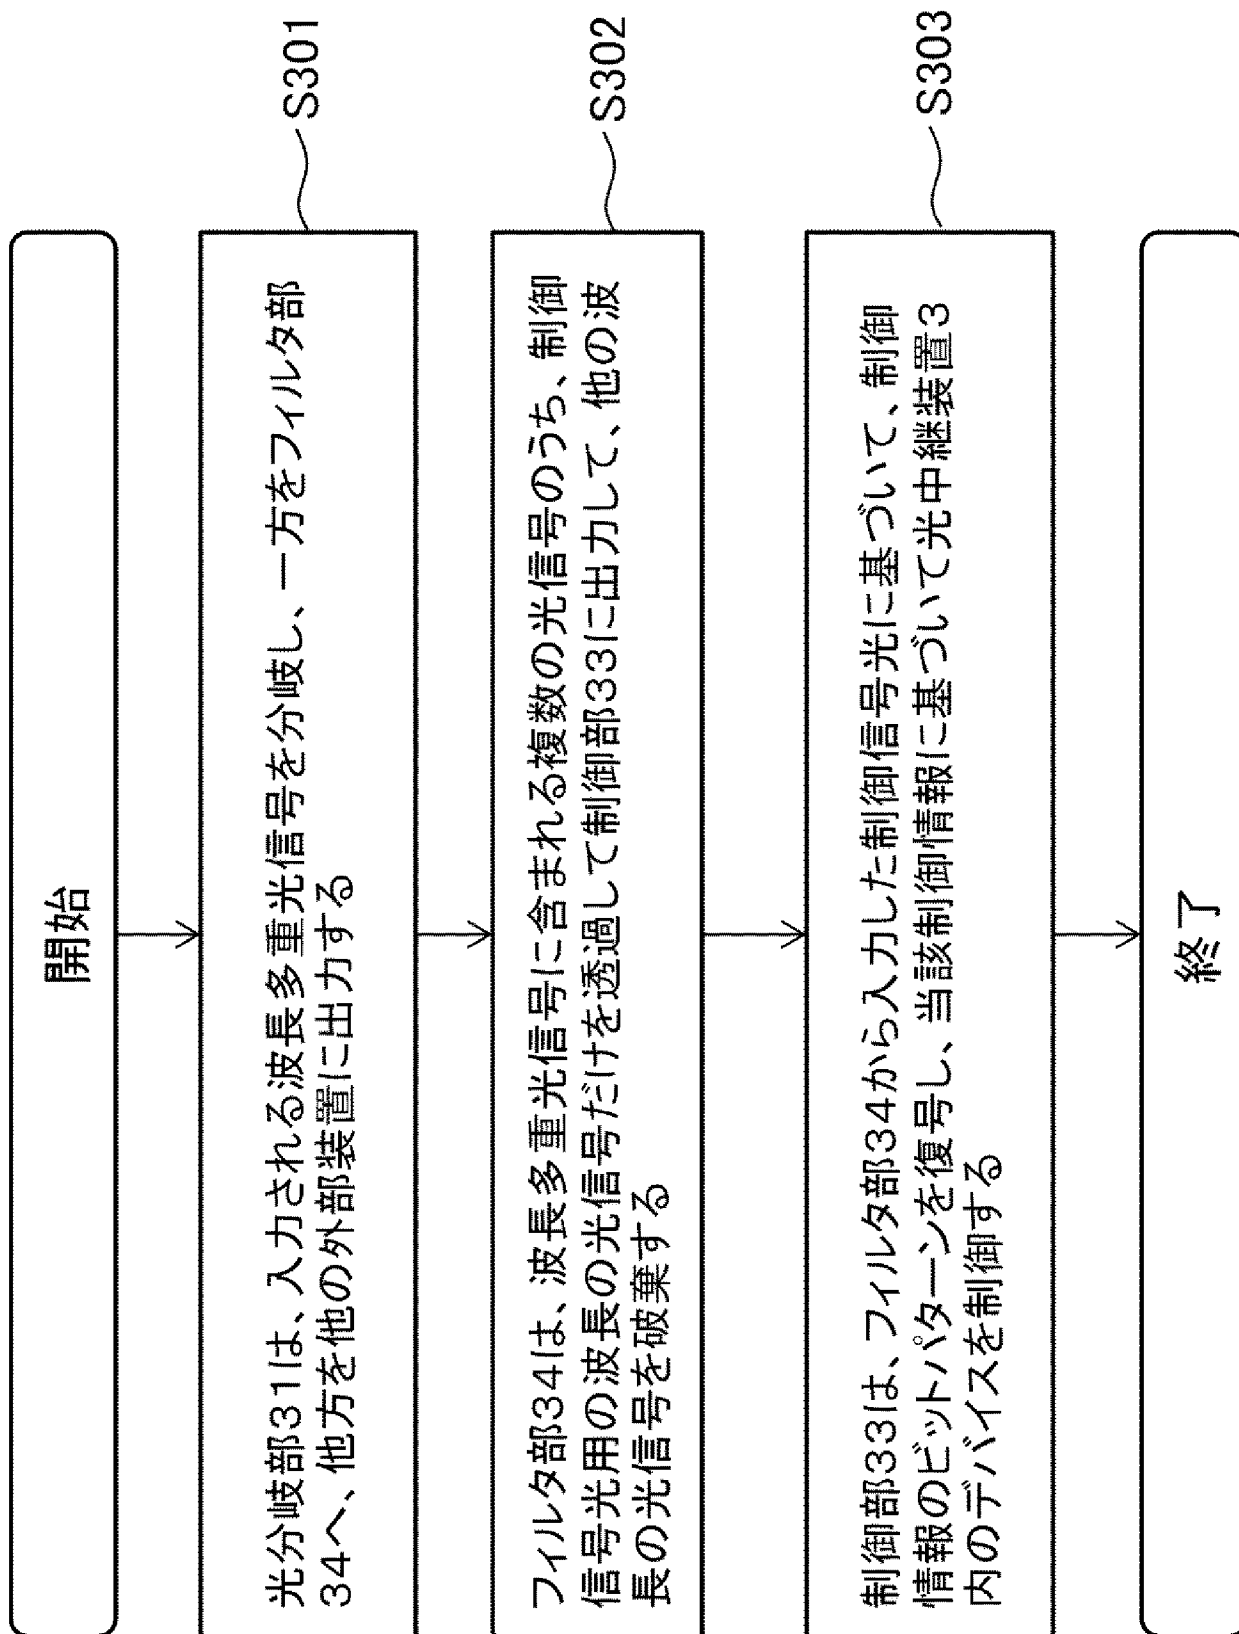 開始
光分岐部31は、入力される波長多重光信号を分岐し、一方をフィルタ部
34へ、他方を他の外部装置に出力する
S301
フィルタ部34は、波長多重光信号に含まれる複数の光信号のうち、制御
信号光用の波長の光信号だけを透過して制御部33に出力して、他の波
長の光信号を破棄する
S302
制御部33は、フィルタ部34から入力した制御信号光に基づいて、制御
情報のビットパターンを復号し、当該制御情報に基づいて光中継装置3
内のデバイスを制御する
S303
終了